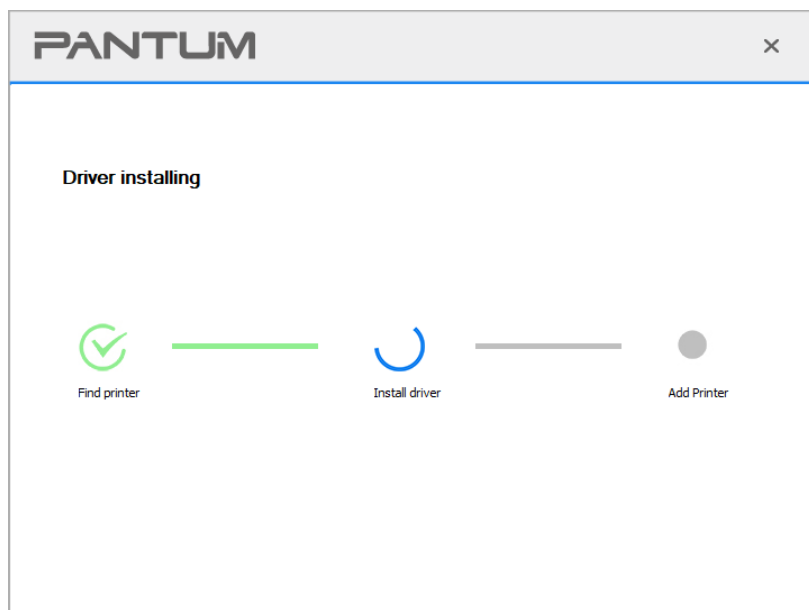 PANTUM
Driver installing
Find printer
Install driver
Add Printer